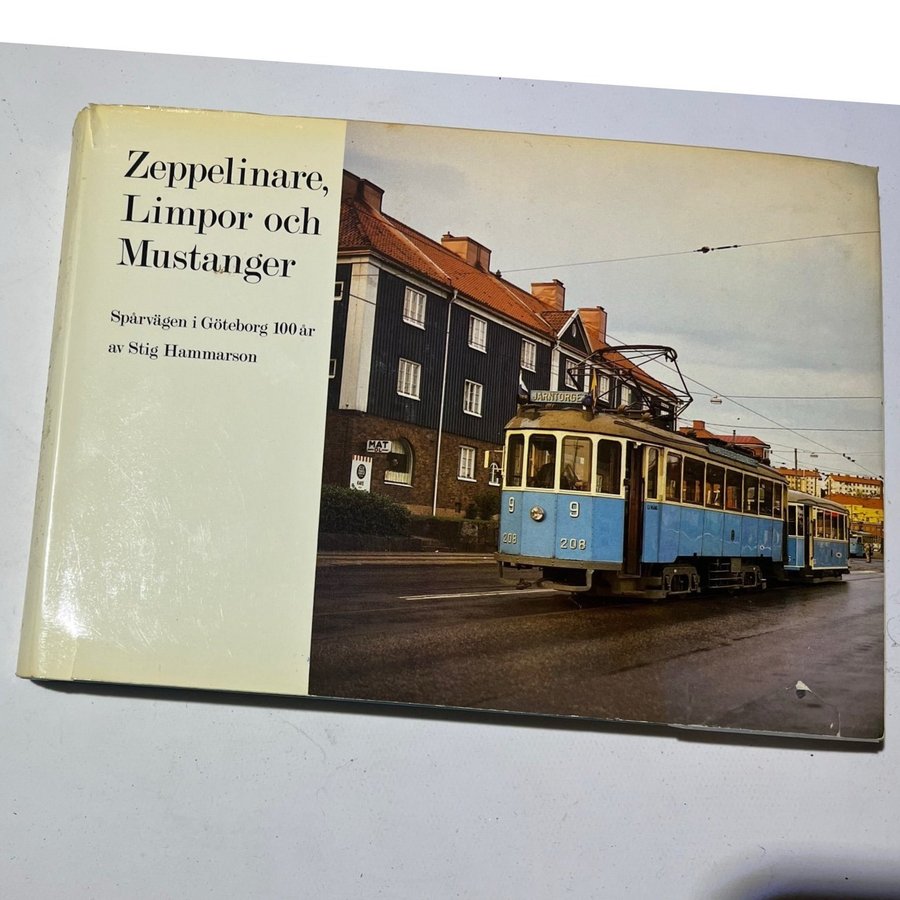 Zeppelinare,
Limpor och
Mustanger
Spårvägen i Göteborg 100 år
av Stig Hammarson
JÄRNTORGET
MAT
9
9
208
208